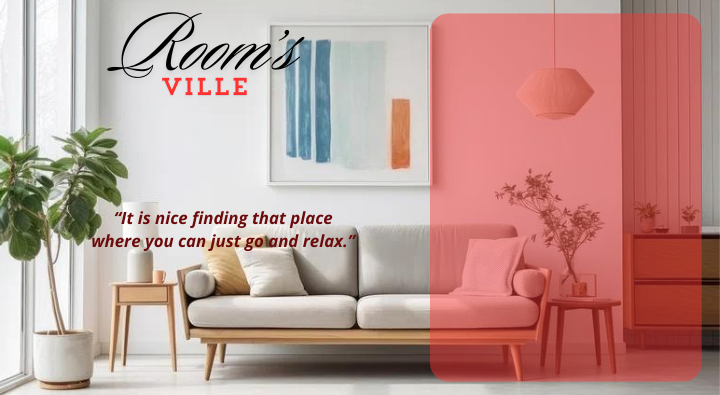 Room's
VILLE
“It is nice finding that place
where you can just go and relax.”